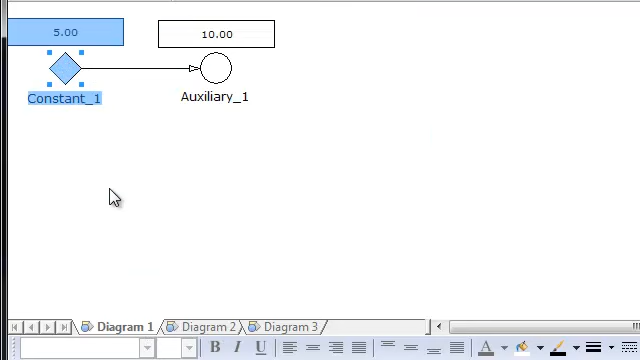 5.00
10.00
Constant_1
Auxiliary_1
Diagram 1
Diagram 2
Diagram 3
B I U
A